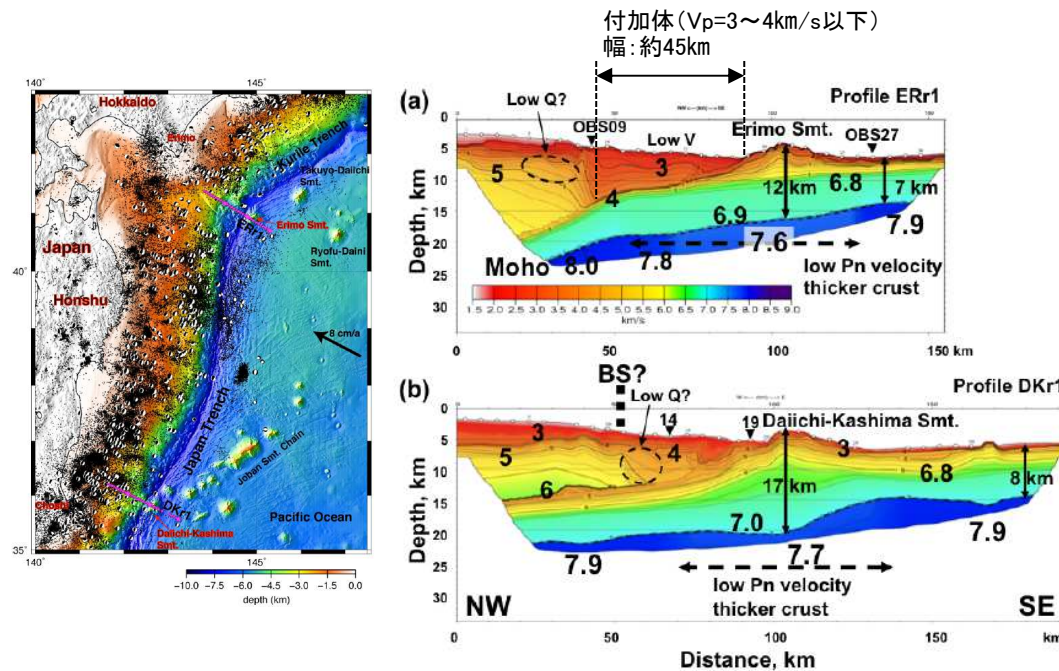 付加体(Vp=3～4km/s以下)
幅:約45km
140°
145°
Hokkaido
Erimo
Kurile Trench
Takuyo-Daiichi
Smt.
ER1
Erimo Smt.
Ryofu-Daini
Smt.
Japan
Honshu
40°
8 cm/a
Japan Trench
Joban Smt. Chain
DKr1
Pacific Ocean
Daiichi-Kashima
Smt.
35°
140°
145°
-10.0 -7.5 -6.0 -4.5 -3.0 -1.5 0.0
depth (km)
(a)
NW <--- (km) ---> SE
Profile ERr1
Low Q?
OBS09
Low V
Erimo Smt.
OBS27
0
5
10
15
20
25
30
Depth, km
5
3
4
12 km
6.8
7 km
6.9
7.6
7.9
Moho
8.0
7.8
low Pn velocity
thicker crust
1.5 2.0 2.5 3.0 3.5 4.0 4.5 5.0 5.5 6.0 6.5 7.0 7.5 8.0 9.0
km/s
0 50 100 150 km
(b)
BS?
Profile DKr1
Low Q?
14
19
Daiichi-Kashima Smt.
0
5
10
15
20
25
30
Depth, km
3
5
4
3
6
17 km
6.8
8 km
7.0
7.9
7.7
7.9
low Pn velocity
thicker crust
NW
SE
0 50 100 150 km
Distance, km